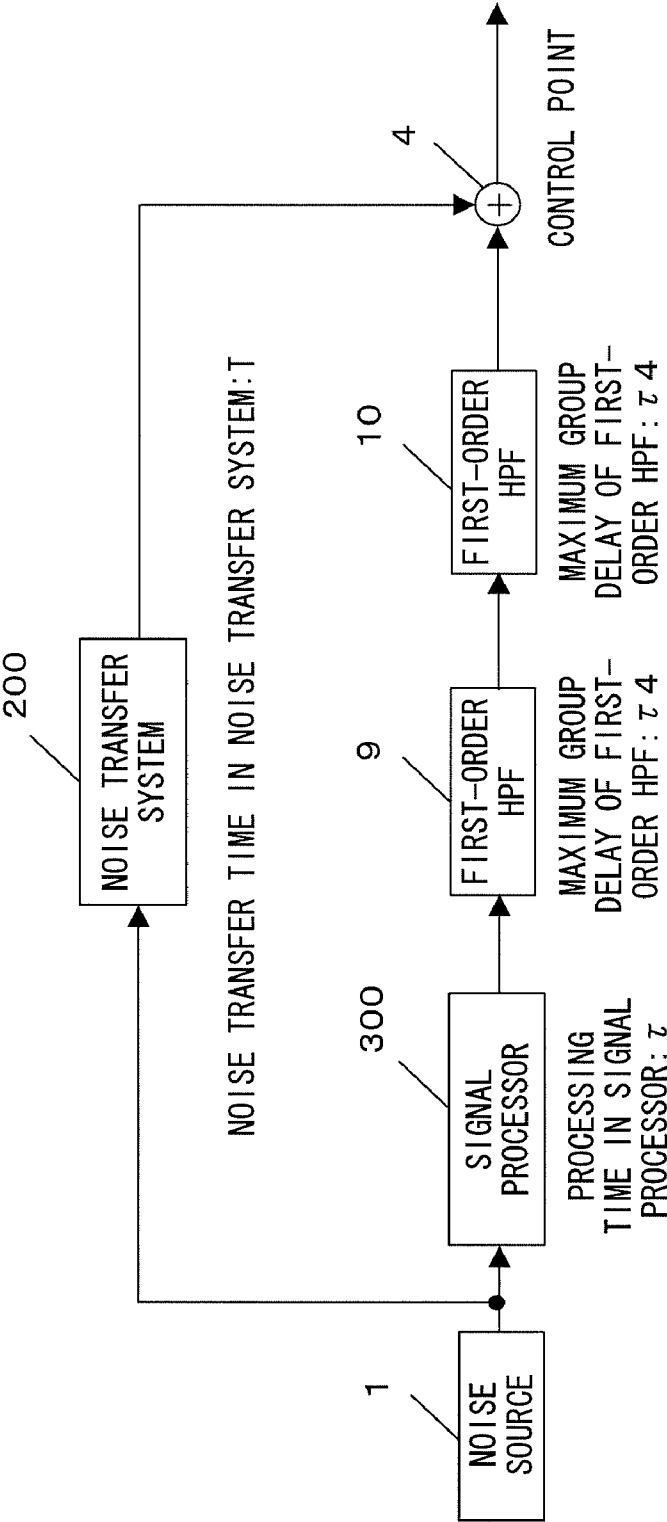 200
NOISE TRANSFER
SYSTEM
NOISE TRANSFER TIME IN NOISE TRANSFER SYSTEM:T
1
NOISE
SOURCE
300
SIGNAL
PROCESSOR
PROCESSING
TIME IN SIGNAL
PROCESSOR:τ
9
FIRST-ORDER
HPF
MAXIMUM GROUP
DELAY OF FIRST-
ORDER HPF:τ4
10
FIRST-ORDER
HPF
MAXIMUM GROUP
DELAY OF FIRST-
ORDER HPF:τ4
4
+
CONTROL POINT